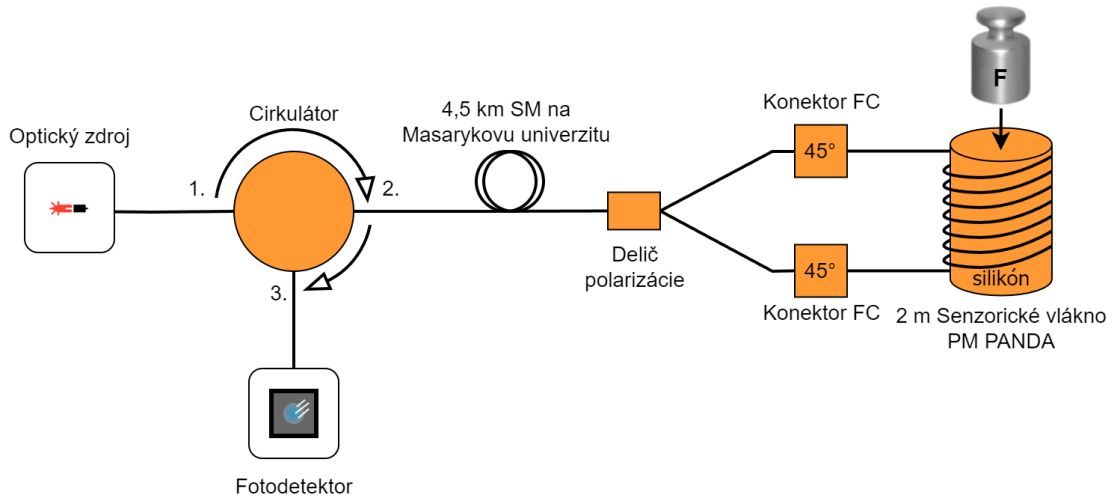 Optický zdroj
Cirkulátor
1.
2.
3.
Fotodetektor
4,5 km SM na
Masarykovu univerzitu
Delič
polarizácie
Konektor FC
45°
45°
Konektor FC
F
silikón
2 m Senzorické vlákno
PM PANDA